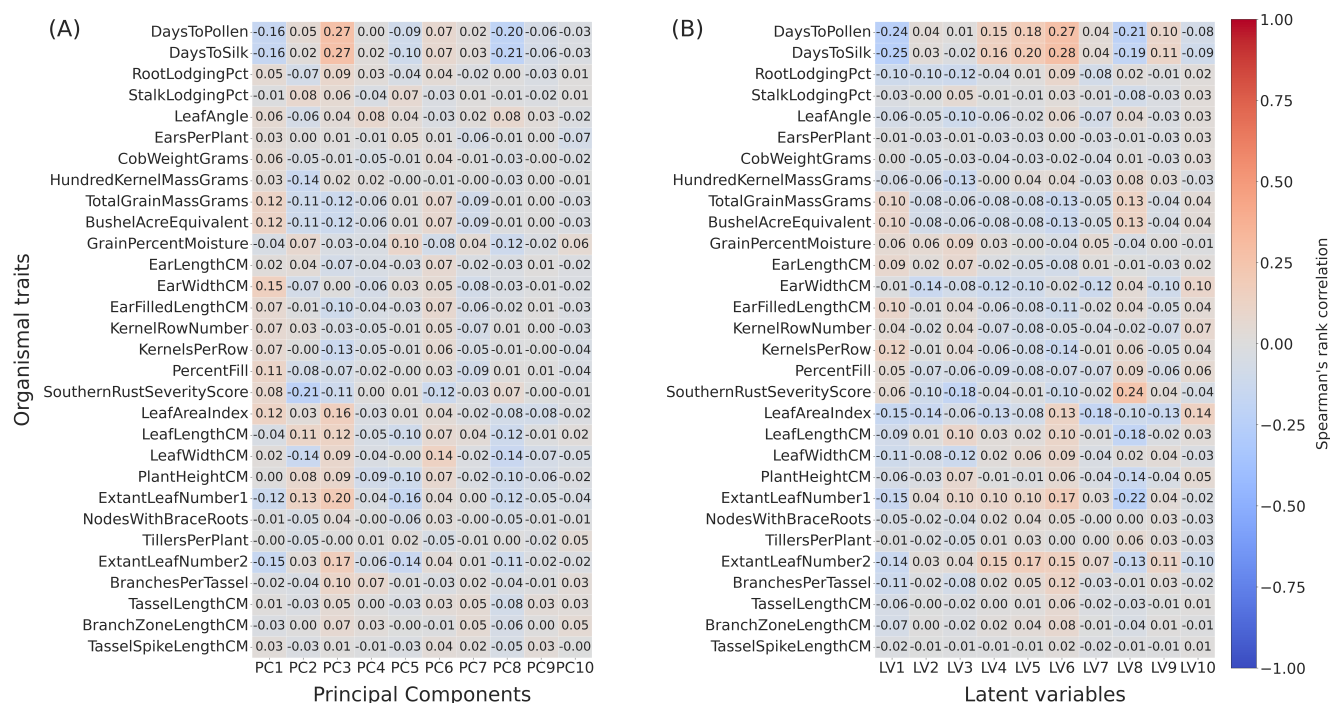 (A)
Organismal traits
DaysToPollen -0.16 0.05 0.27 0.00 -0.09 0.07 0.02 -0.20 -0.06 -0.03
DaysToSilk -0.16 0.02 0.27 0.02 -0.10 0.07 0.02 -0.21 -0.06 -0.03
RootLodgingPct 0.05 -0.07 0.09 0.03 -0.04 0.04 -0.02 0.00 -0.03 0.01
StalkLodgingPct -0.01 0.08 0.06 -0.04 0.07 -0.03 0.01 -0.01 -0.02 0.01
LeafAngle 0.06 -0.06 0.04 0.08 0.04 -0.03 0.02 0.08 0.03 -0.02
EarsPerPlant 0.03 0.00 0.01 -0.01 0.05 0.01 -0.06 -0.01 0.00 -0.07
CobWeightGrams 0.06 -0.05 -0.01 -0.05 -0.01 0.04 -0.01 -0.03 -0.00 -0.02
HundredKernelMassGrams 0.03 -0.14 0.02 0.02 -0.00 -0.01 -0.00 -0.03 0.00 -0.01
TotalGrainMassGrams 0.12 -0.11 -0.12 -0.06 0.01 0.07 -0.09 -0.01 0.00 -0.03
BushelAcreEquivalent 0.12 -0.11 -0.12 -0.06 0.01 0.07 -0.09 -0.01 0.00 -0.03
GrainPercentMoisture -0.04 0.07 -0.03 -0.04 0.10 -0.08 0.04 -0.12 -0.02 0.06
EarLengthCM 0.02 0.04 -0.07 -0.04 -0.03 0.07 -0.02 -0.03 0.01 -0.02
EarWidthCM 0.15 -0.07 0.00 -0.06 0.03 0.05 -0.08 -0.03 0.01 -0.03
EarFilledLengthCM 0.07 -0.01 -0.10 -0.04 -0.03 0.07 -0.06 -0.02 0.01 -0.03
KernelRowNumber 0.07 0.03 -0.03 -0.05 -0.01 0.05 -0.07 0.01 0.00 -0.03
KernelsPerRow 0.07 -0.00 -0.13 -0.05 -0.01 0.06 -0.05 -0.01 -0.00 -0.04
PercentFill 0.11 -0.08 -0.07 -0.02 -0.00 0.03 -0.09 0.01 0.01 -0.04
SouthernRustSeverityScore 0.08 -0.21 -0.11 0.00 0.01 -0.12 -0.03 0.07 -0.00 -0.01
LeafAreaIndex 0.12 0.03 0.16 -0.03 0.01 0.04 -0.02 -0.08 -0.08 -0.02
LeafLengthCM -0.04 0.11 0.12 -0.05 -0.10 0.07 0.04 -0.12 -0.01 0.02
LeafWidthCM 0.02 -0.14 0.09 -0.04 -0.00 0.14 -0.02 -0.14 -0.07 -0.05
PlantHeightCM 0.00 0.08 0.09 -0.09 -0.10 0.07 -0.02 -0.10 -0.03 -0.02
ExtantLeafNumber1 -0.12 0.13 0.20 -0.04 -0.16 0.04 0.00 -0.12 -0.05 -0.04
NodesWithBraceRoots -0.01 -0.05 0.04 -0.00 -0.06 0.03 -0.00 -0.05 -0.01 -0.01
TillersPerPlant -0.00 -0.05 -0.00 0.01 0.02 -0.05 -0.01 0.00 -0.02 0.05
ExtantLeafNumber2 -0.15 0.03 0.17 -0.06 -0.14 0.04 0.01 -0.11 -0.02 -0.02
BranchesPerTassel -0.02 -0.04 0.10 0.07 -0.01 -0.03 0.02 -0.04 -0.01 0.03
TasselLengthCM 0.01 -0.03 0.05 0.00 -0.03 0.03 0.05 -0.08 0.03 0.03
BranchZoneLengthCM -0.03 0.00 0.07 0.03 -0.00 -0.01 0.05 -0.06 0.00 0.05
TasselSpikeLengthCM 0.03 -0.03 0.01 -0.01 -0.03 0.04 0.02 -0.05 0.03 -0.00
PC1 PC2 PC3 PC4 PC5 PC6 PC7 PC8 PC9 PC10
Principal Components
(B)
DaysToPollen -0.24 0.04 0.01 0.15 0.18 0.27 0.04 -0.21 0.10 -0.08
DaysToSilk -0.25 0.03 -0.02 0.16 0.20 0.28 0.04 -0.19 0.11 -0.09
RootLodgingPct -0.10 -0.10 -0.12 -0.04 0.01 0.09 -0.08 0.02 -0.01 0.02
StalkLodgingPct -0.03 -0.00 0.05 -0.01 -0.01 0.03 -0.01 -0.08 -0.03 0.03
LeafAngle -0.06 -0.05 -0.10 -0.06 -0.02 0.06 -0.07 0.04 -0.03 0.03
EarsPerPlant -0.01 -0.03 -0.01 -0.03 -0.03 0.00 -0.03 0.01 -0.03 0.03
CobWeightGrams 0.00 -0.05 -0.03 -0.04 -0.03 -0.02 -0.04 0.01 -0.03 0.03
HundredKernelMassGrams -0.06 -0.06 -0.13 -0.00 0.04 0.04 -0.03 0.08 0.03 -0.03
TotalGrainMassGrams 0.10 -0.08 -0.06 -0.08 -0.08 -0.13 -0.05 0.13 -0.04 0.04
BushelAcreEquivalent 0.10 -0.08 -0.06 -0.08 -0.08 -0.13 -0.05 0.13 -0.04 0.04
GrainPercentMoisture 0.06 0.06 0.09 0.03 -0.00 -0.04 0.05 -0.04 0.00 -0.01
EarLengthCM 0.09 0.02 0.07 -0.02 -0.05 -0.08 0.01 -0.01 -0.03 0.02
EarWidthCM -0.01 -0.14 -0.08 -0.12 -0.10 -0.02 -0.12 0.04 -0.10 0.10
EarFilledLengthCM 0.10 -0.01 0.04 -0.06 -0.08 -0.11 -0.02 0.04 -0.05 0.04
KernelRowNumber 0.04 -0.02 0.04 -0.07 -0.08 -0.05 -0.04 -0.02 -0.07 0.07
KernelsPerRow 0.12 -0.01 0.04 -0.06 -0.08 -0.14 -0.01 0.06 -0.05 0.04
PercentFill 0.05 -0.07 -0.06 -0.09 -0.08 -0.07 -0.07 0.09 -0.06 0.06
SouthernRustSeverityScore 0.06 -0.10 -0.18 -0.04 -0.01 -0.10 -0.02 0.24 0.04 -0.04
LeafAreaIndex -0.15 -0.14 -0.06 -0.13 -0.08 0.13 -0.18 -0.10 -0.13 0.14
LeafLengthCM -0.09 0.01 0.10 0.03 0.02 0.10 -0.01 -0.18 -0.02 0.03
LeafWidthCM -0.11 -0.08 -0.12 0.02 0.06 0.09 -0.04 0.02 0.04 -0.03
PlantHeightCM -0.06 -0.03 0.07 -0.01 -0.01 0.06 -0.04 -0.14 -0.04 0.05
ExtantLeafNumber1 -0.15 0.04 0.10 0.10 0.10 0.17 0.03 -0.22 0.04 -0.02
NodesWithBraceRoots -0.05 -0.02 -0.04 0.02 0.04 0.05 -0.00 -0.00 0.03 -0.03
TillersPerPlant -0.01 -0.02 -0.05 0.01 0.03 0.00 -0.00 0.06 0.03 -0.03
ExtantLeafNumber2 -0.14 0.03 0.04 0.15 0.17 0.15 0.07 -0.13 0.11 -0.10
BranchesPerTassel -0.11 -0.02 -0.08 0.02 0.05 0.12 -0.03 -0.01 0.03 -0.02
TasselLengthCM -0.06 -0.00 -0.02 0.00 0.01 0.06 -0.02 -0.03 -0.01 0.01
BranchZoneLengthCM -0.07 0.00 -0.02 0.02 0.04 0.08 -0.01 -0.04 0.01 -0.01
TasselSpikeLengthCM -0.02 -0.01 -0.01 -0.01 -0.01 0.02 -0.01 -0.01 -0.01 0.01
LV1 LV2 LV3 LV4 LV5 LV6 LV7 LV8 LV9 LV10
Latent variables
1.00
0.75
0.50
0.25
0.00
−0.25
−0.50
−0.75
−1.00
Spearman's rank correlation